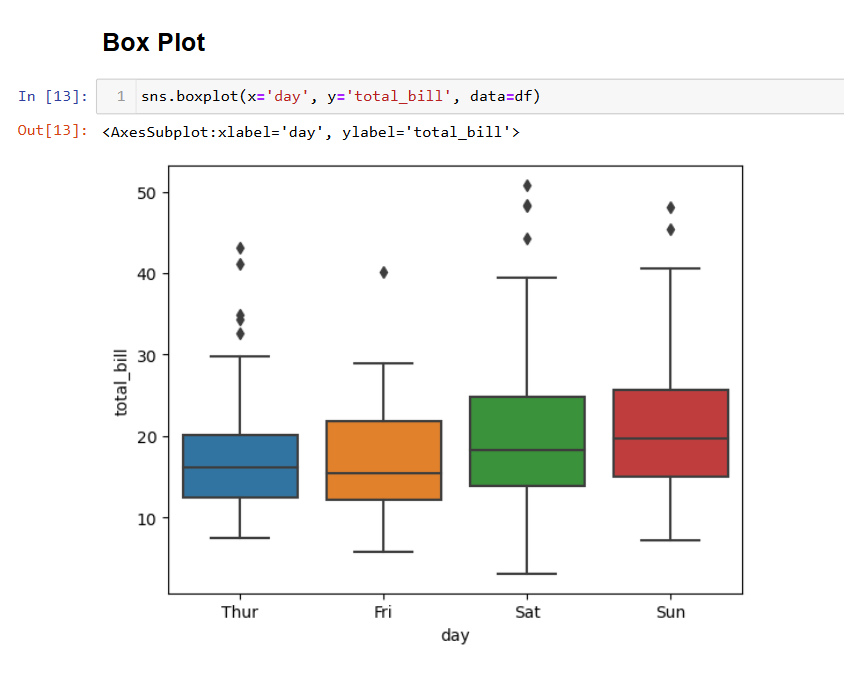 Box Plot
In [13]: 1 sns.boxplot(x='day', y='total_bill', data=df)
Out[13]: <AxesSubplot:xlabel='day', ylabel='total_bill'>
50
40
30
20
10
total_bill
Thur Fri Sat Sun
day